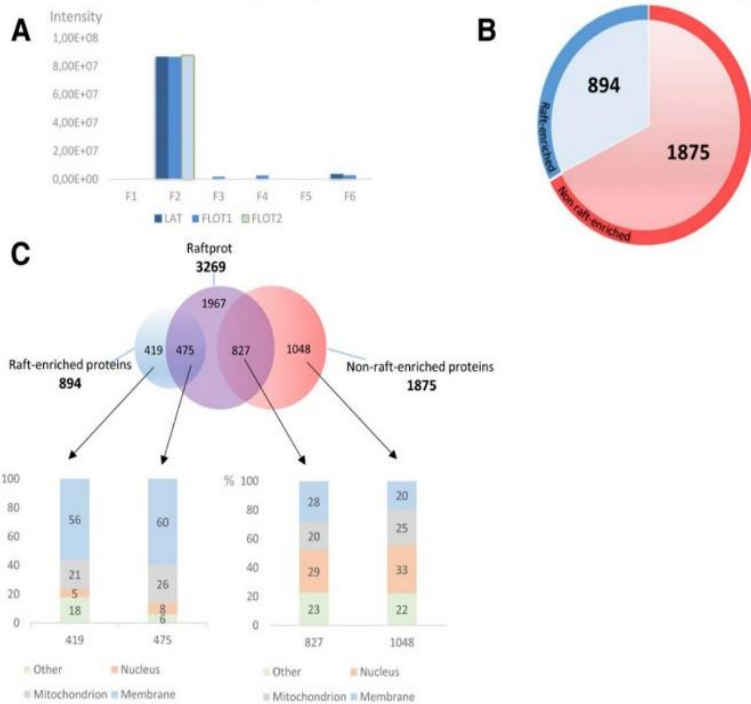 A
Intensity
1,00E+08
8,00E+07
6,00E+07
4,00E+07
2,00E+07
0,00E+00
F1 F2 F3 F4 F5 F6
LAT FLOT1 FLOT2
B
894
1875
Raft-enriched
Non raft-enriched
C
Raftprot
3269
1967
419 475 827 1048
Raft-enriched proteins
894
Non-raft-enriched proteins
1875
100
80
60
40
20
0
56
21
5
18
60
26
8
6
419 475
Other Nucleus
Mitochondrion Membrane
% 100
80
60
40
20
0
28
20
29
23
20
25
33
22
827 1048
Other Nucleus
Mitochondrion Membrane